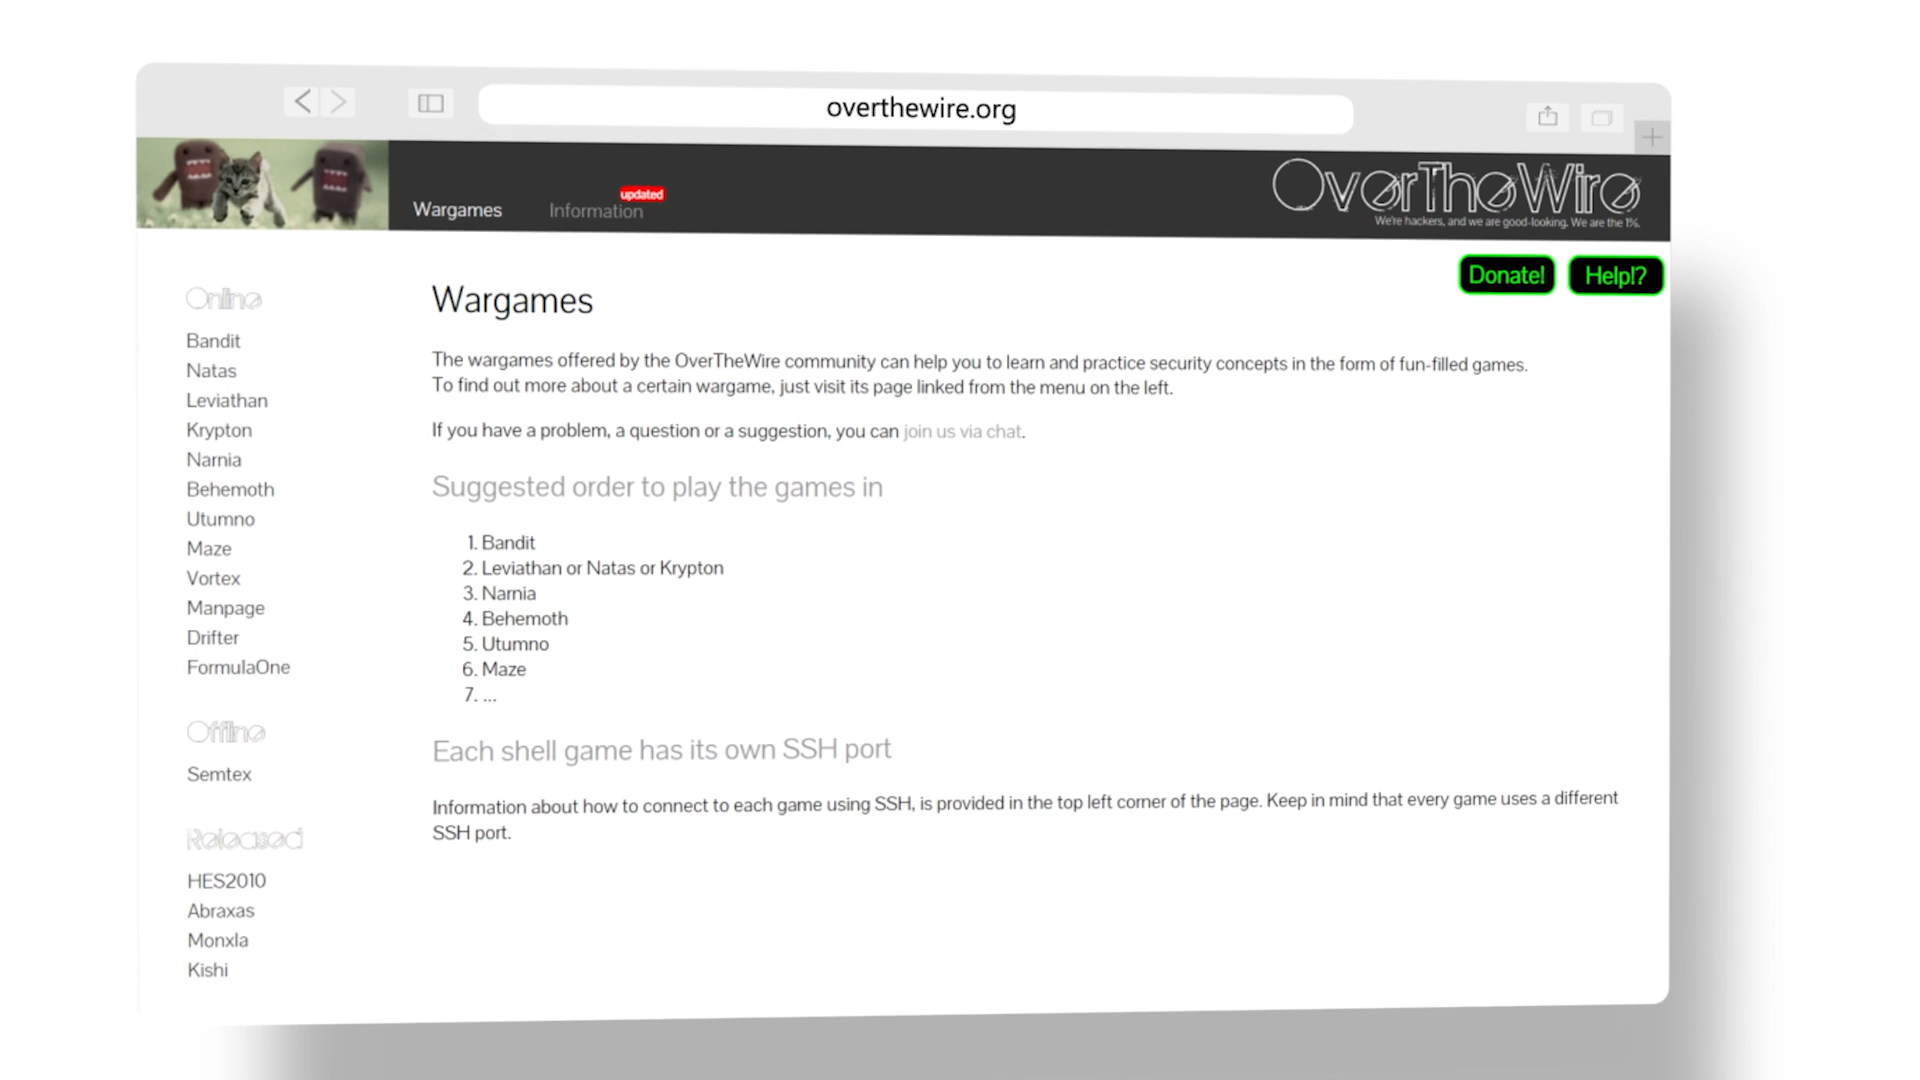 overthewire.org
Wargames
updated
Information
OverTheWire
We're hackers, and we are good-looking. We are the 1%.
Donate!
Help!?
Online
Bandit
Natas
Leviathan
Krypton
Narnia
Behemoth
Utumno
Maze
Vortex
Manpage
Drifter
FormulaOne
Offline
Semtex
Released
HES2010
Abraxas
Monxla
Kishi
Wargames
The wargames offered by the OverTheWire community can help you to learn and practice security concepts in the form of fun-filled games.
To find out more about a certain wargame, just visit its page linked from the menu on the left.
If you have a problem, a question or a suggestion, you can join us via chat.
Suggested order to play the games in
1. Bandit
2. Leviathan or Natas or Krypton
3. Narnia
4. Behemoth
5. Utumno
6. Maze
7. ...
Each shell game has its own SSH port
Information about how to connect to each game using SSH, is provided in the top left corner of the page. Keep in mind that every game uses a different
SSH port.